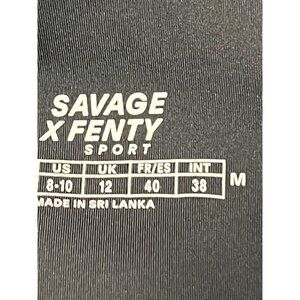 SAVAGE
X FENTY
SPORT
US UK FR/ES INT
8-10 12 40 38 M
MADE IN SRI LANKA